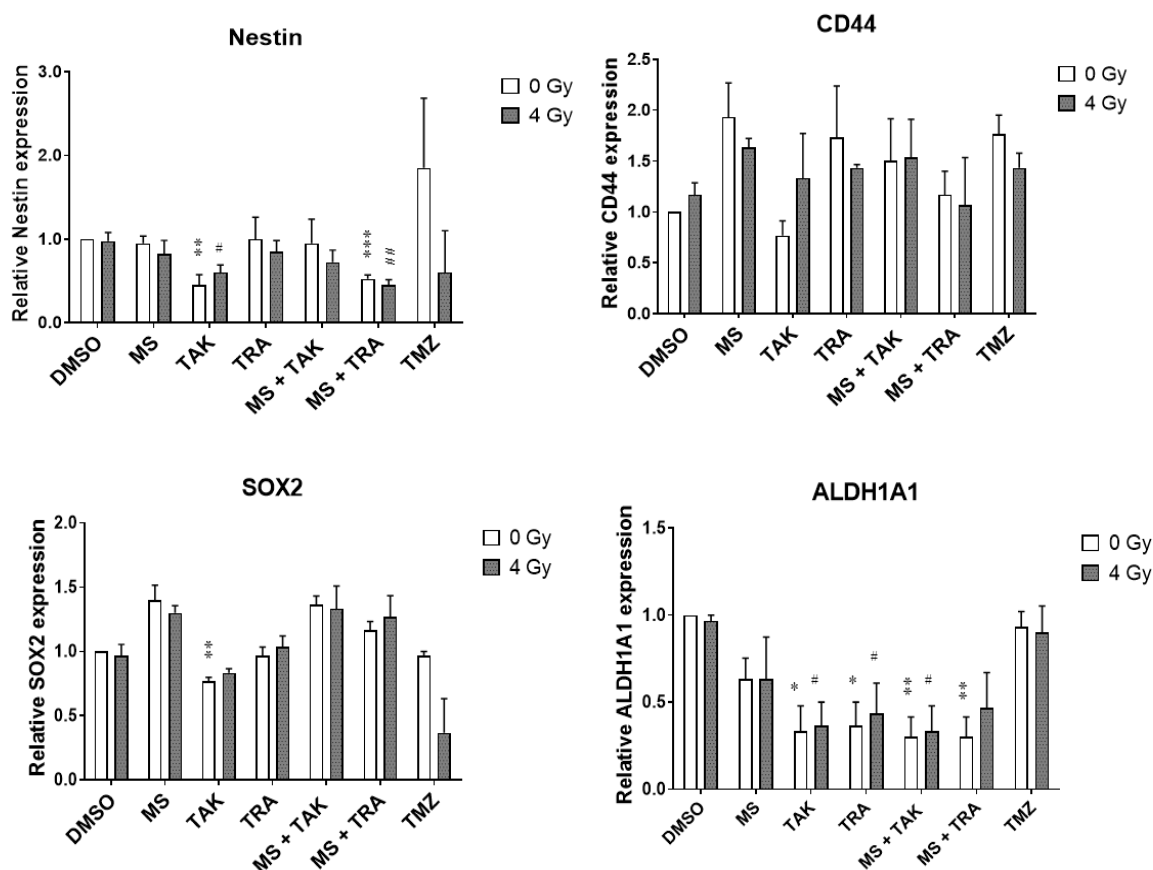 Nestin
Relative Nestin expression
3.0
2.0
1.0
0.0
**
#
***
##
DMSO
MS
TAK
TRA
MS + TAK
MS + TRA
TMZ
0 Gy
4 Gy
CD44
Relative CD44 expression
2.5
2.0
1.5
1.0
0.5
0.0
DMSO
MS
TAK
TRA
MS + TAK
MS + TRA
TMZ
0 Gy
4 Gy
SOX2
Relative SOX2 expression
2.0
1.5
1.0
0.5
0.0
**
DMSO
MS
TAK
TRA
MS + TAK
MS + TRA
TMZ
0 Gy
4 Gy
ALDH1A1
Relative ALDH1A1 expression
1.5
1.0
0.5
0.0
*
#
*
#
**
#
**
DMSO
MS
TAK
TRA
MS + TAK
MS + TRA
TMZ
0 Gy
4 Gy